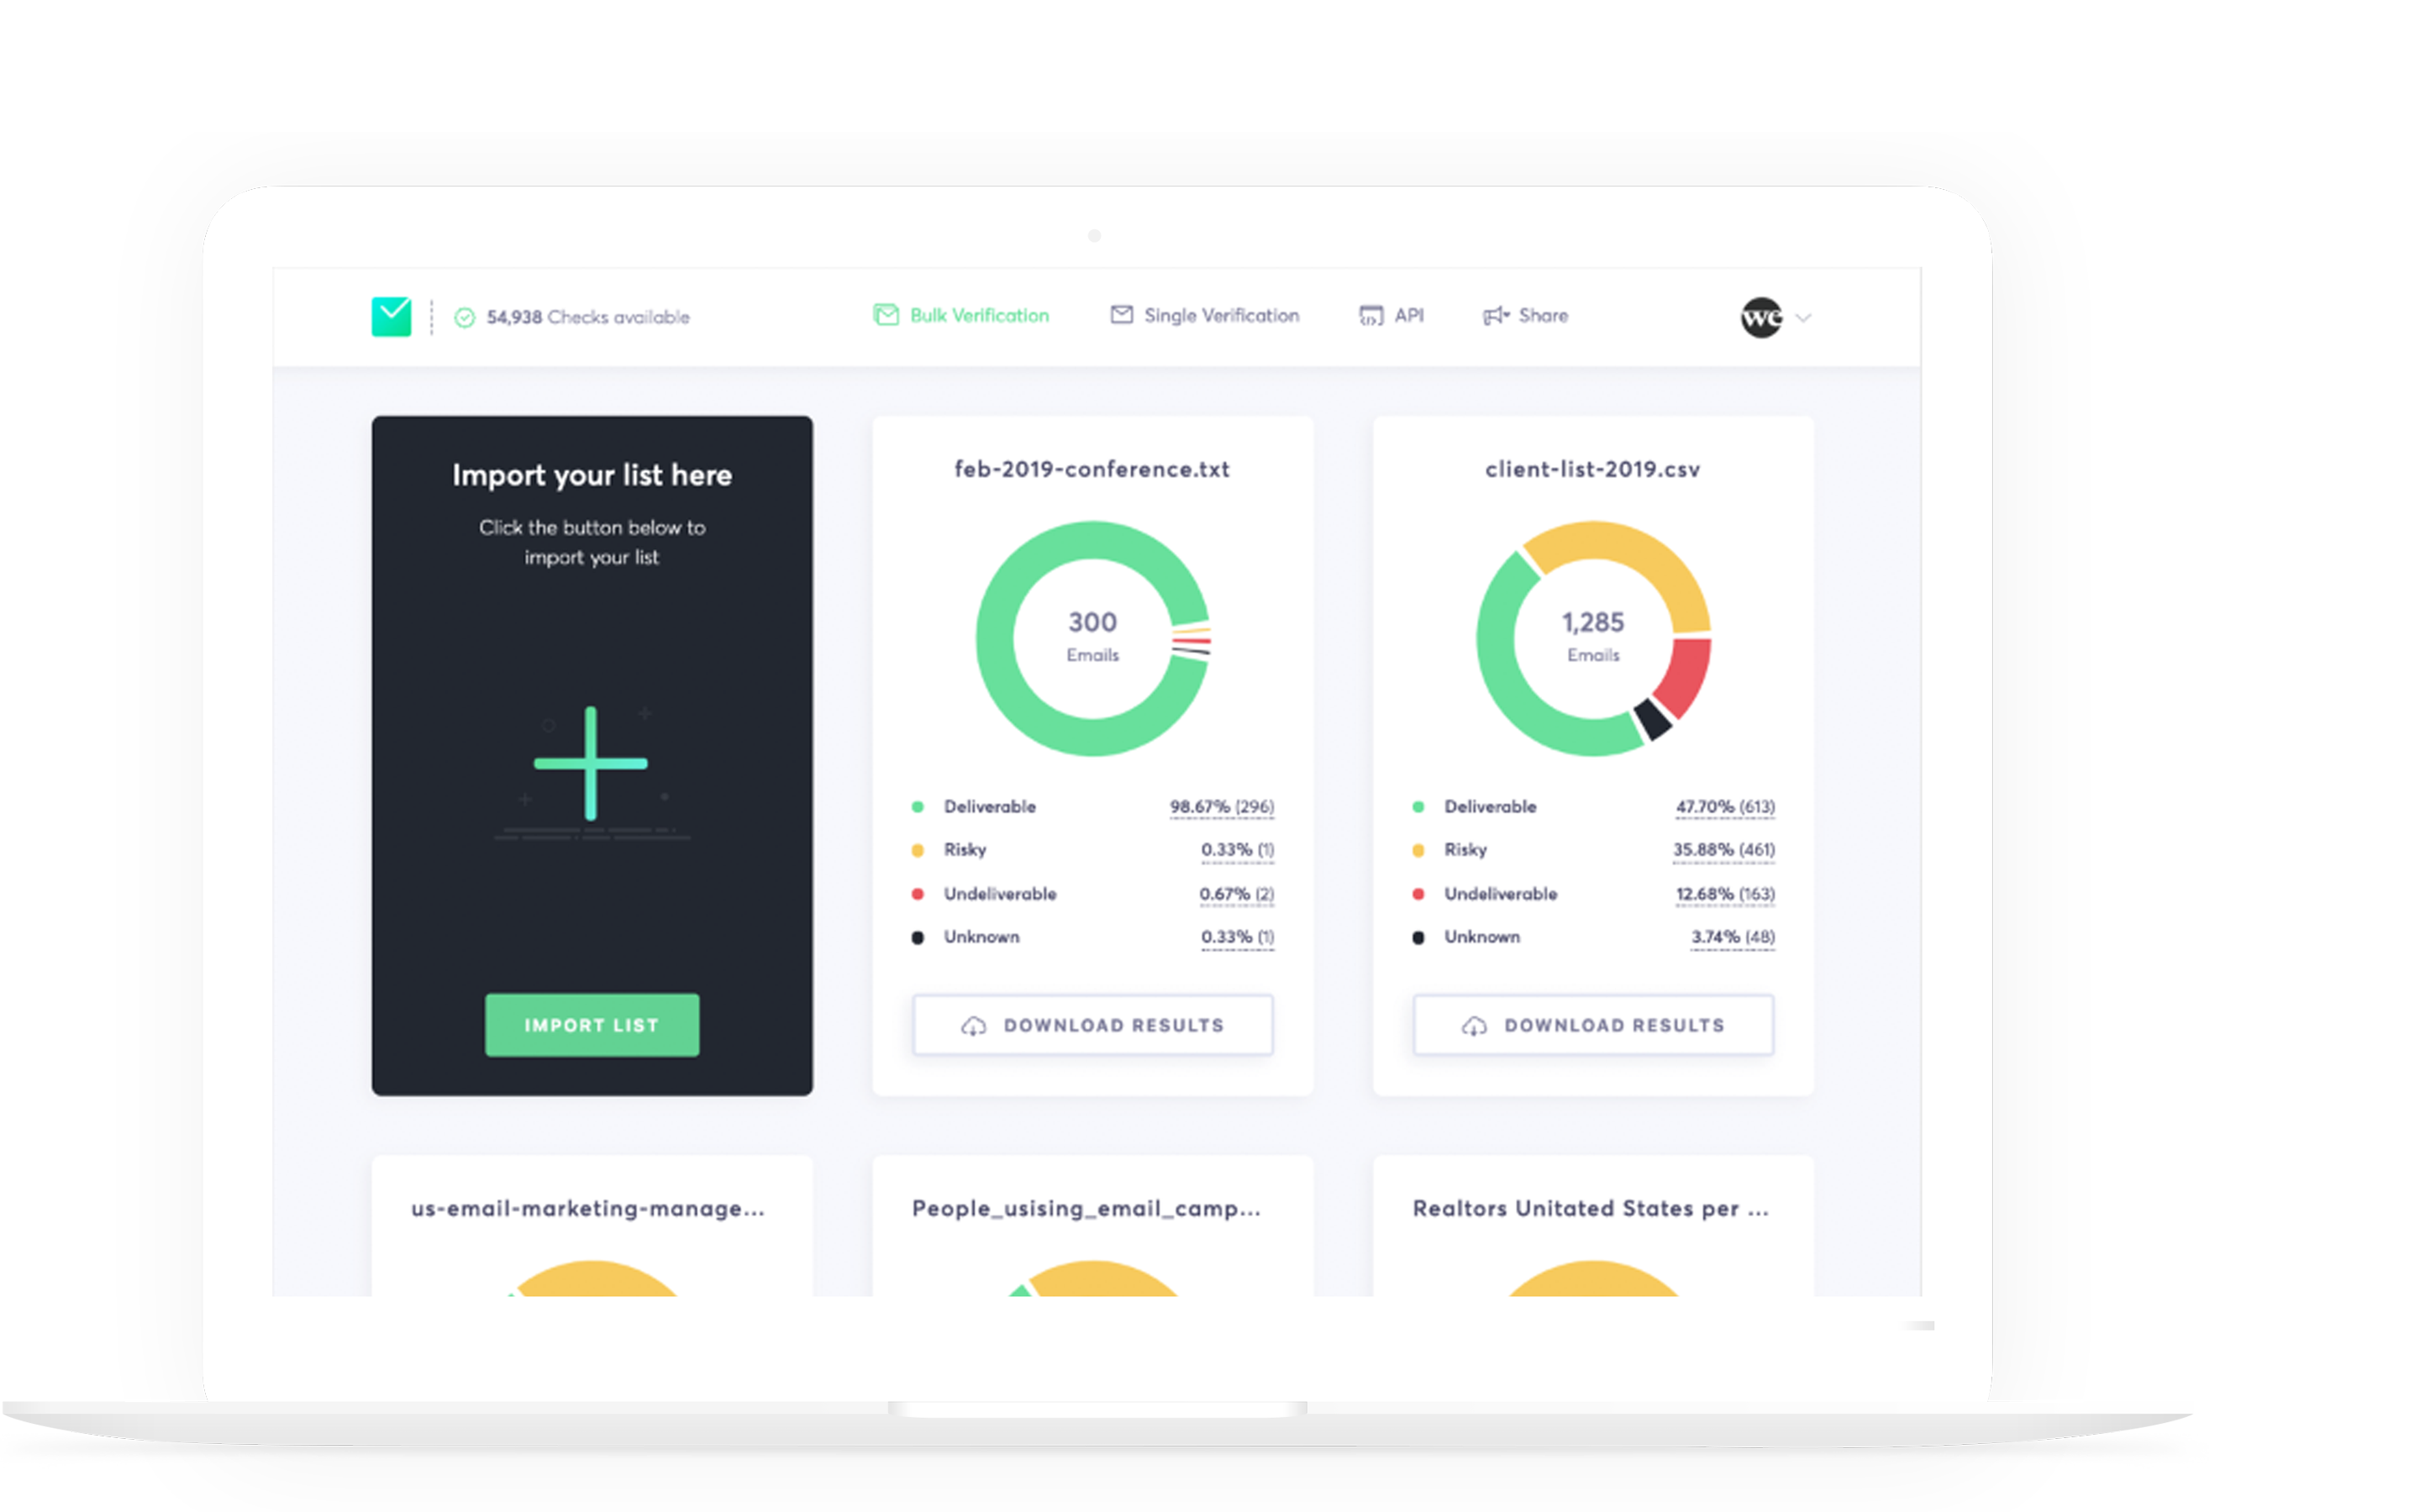 54,938 Checks available
Bulk Verification
Single Verification
API
Share
wc
Import your list here
Click the button below to
import your list
IMPORT LIST
feb-2019-conference.txt
300
Emails
Deliverable 98.67% (296)
Risky 0.33% (1)
Undeliverable 0.67% (2)
Unknown 0.33% (1)
DOWNLOAD RESULTS
client-list-2019.csv
1,285
Emails
Deliverable 47.70% (613)
Risky 35.88% (461)
Undeliverable 12.68% (163)
Unknown 3.74% (48)
DOWNLOAD RESULTS
us-email-marketing-manage...
People_usising_email_camp...
Realtors Unitated States per ...